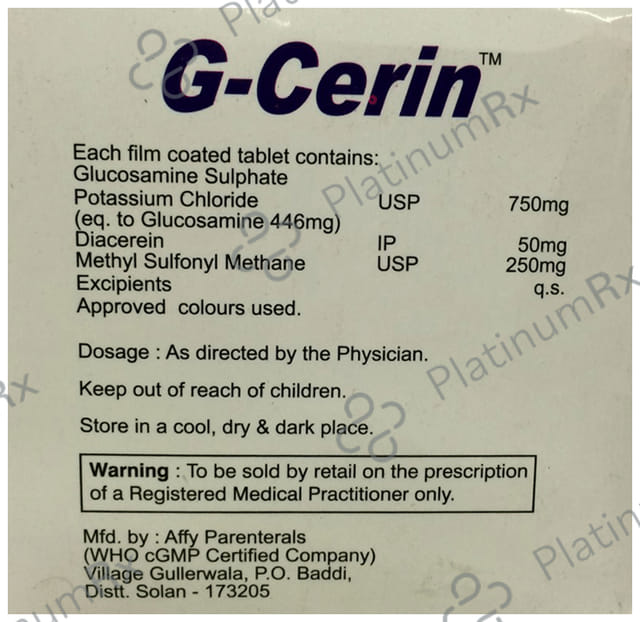 G-Cerin™
Each film coated tablet contains:
Glucosamine Sulphate
Potassium Chloride USP 750mg
(eq. to Glucosamine 446mg)
Diacerein IP 50mg
Methyl Sulfonyl Methane USP 250mg
Excipients q.s.
Approved colours used.
Dosage : As directed by the Physician.
Keep out of reach of children.
Store in a cool, dry & dark place.
Warning : To be sold by retail on the prescription
of a Registered Medical Practitioner only.
Mfd. by : Affy Parenterals
(WHO cGMP Certified Company)
Village Gullerwala, P.O. Baddi,
Distt. Solan - 173205
PlatinumRx
PlatinumRx
PlatinumRx
Rx
Platin
numRx